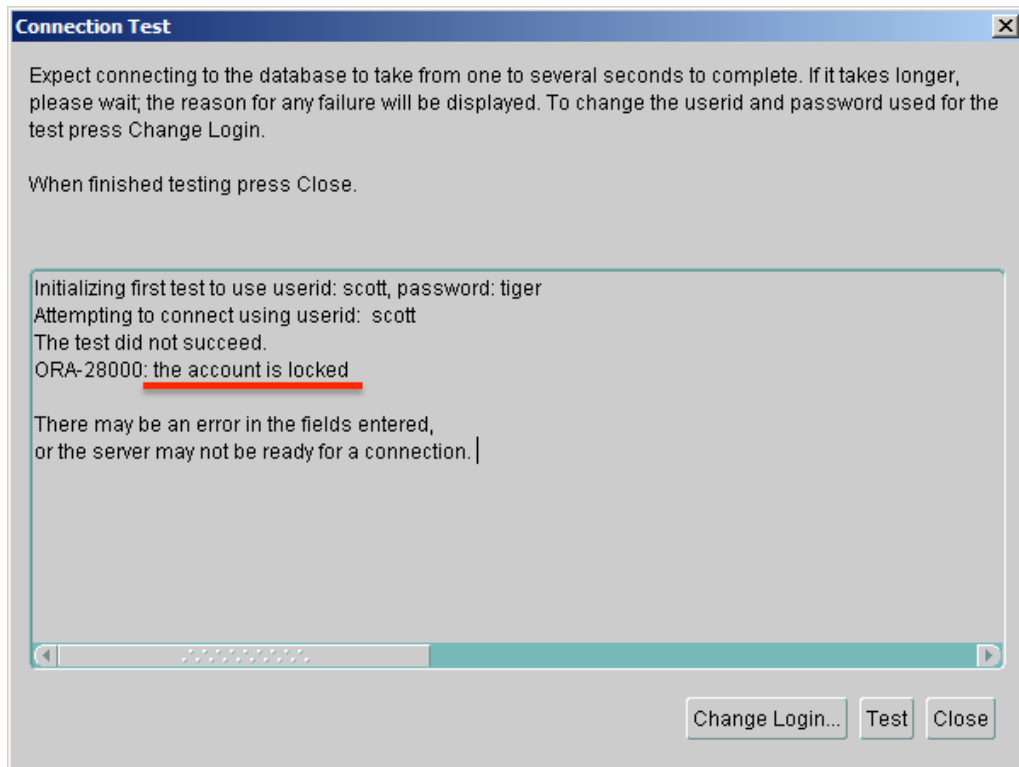 Connection Test
Expect connecting to the database to take from one to several seconds to complete. If it takes longer,
please wait; the reason for any failure will be displayed. To change the userid and password used for the
test press Change Login.
When finished testing press Close.
Initializing first test to use userid: scott, password: tiger
Attempting to connect using userid:  scott
The test did not succeed.
ORA-28000: the account is locked
There may be an error in the fields entered,
or the server may not be ready for a connection.
Change Login... Test Close